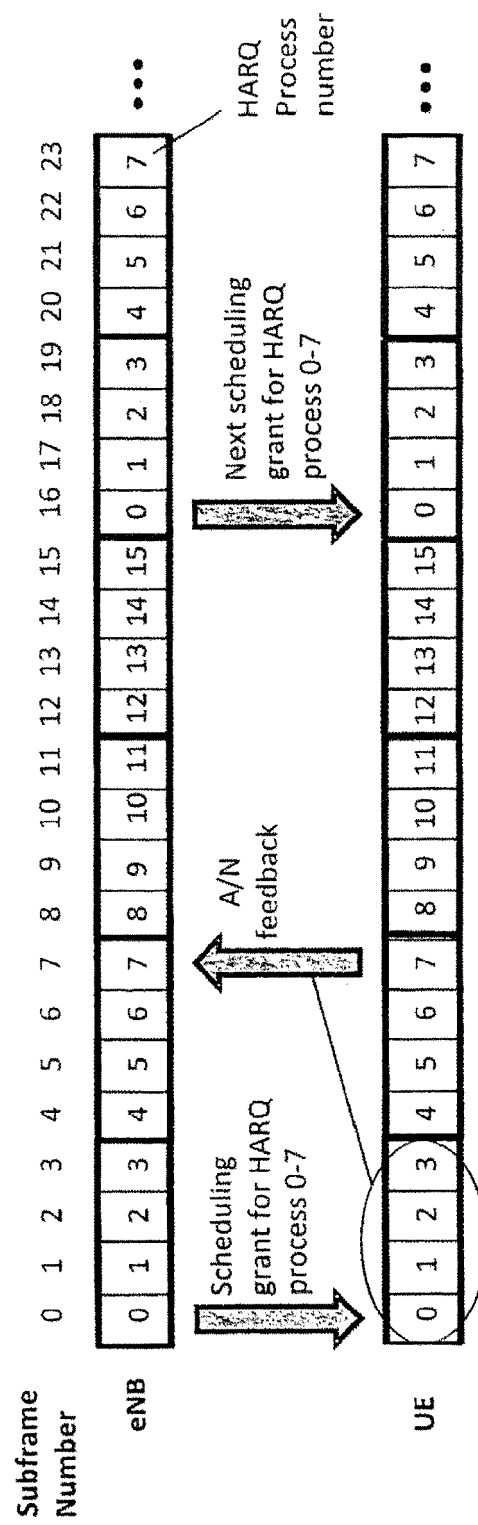 Subframe
Number
0 1 2 3 4 5 6 7 8 9 10 11 12 13 14 15 16 17 18 19 20 21 22 23
eNB
0 1 2 3 4 5 6 7 8 9 10 11 12 13 14 15 0 1 2 3 4 5 6 7 •••
Scheduling
grant for HARQ
process 0-7
A/N
feedback
Next scheduling
grant for HARQ
process 0-7
HARQ
Process
number
UE
0 1 2 3 4 5 6 7 8 9 10 11 12 13 14 15 0 1 2 3 4 5 6 7 •••